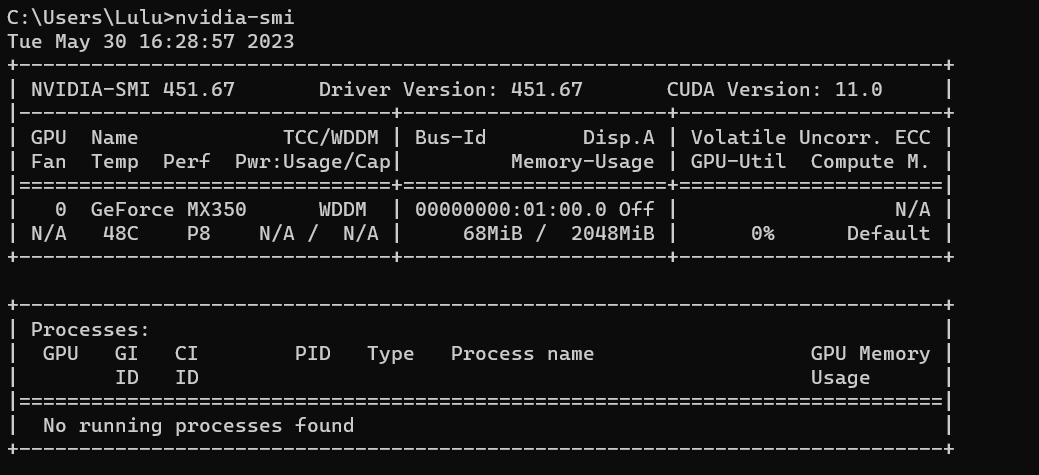 C:\Users\Lulu>nvidia-smi
Tue May 30 16:28:57 2023
+-----------------------------------------------------------------------------+
| NVIDIA-SMI 451.67       Driver Version: 451.67       CUDA Version: 11.0     |
|-------------------------------+----------------------+----------------------+
| GPU  Name            TCC/WDDM | Bus-Id        Disp.A | Volatile Uncorr. ECC |
| Fan  Temp  Perf  Pwr:Usage/Cap|         Memory-Usage | GPU-Util  Compute M. |
|===============================+======================+======================|
|   0  GeForce MX350      WDDM  | 00000000:01:00.0 Off |                  N/A |
| N/A   48C    P8    N/A /  N/A |     68MiB /  2048MiB |      0%      Default |
+-------------------------------+----------------------+----------------------+

+-----------------------------------------------------------------------------+
| Processes:                                                                  |
|  GPU   GI   CI        PID   Type   Process name                  GPU Memory |
|        ID   ID                                                   Usage      |
|=============================================================================|
|  No running processes found                                                 |
+-----------------------------------------------------------------------------+